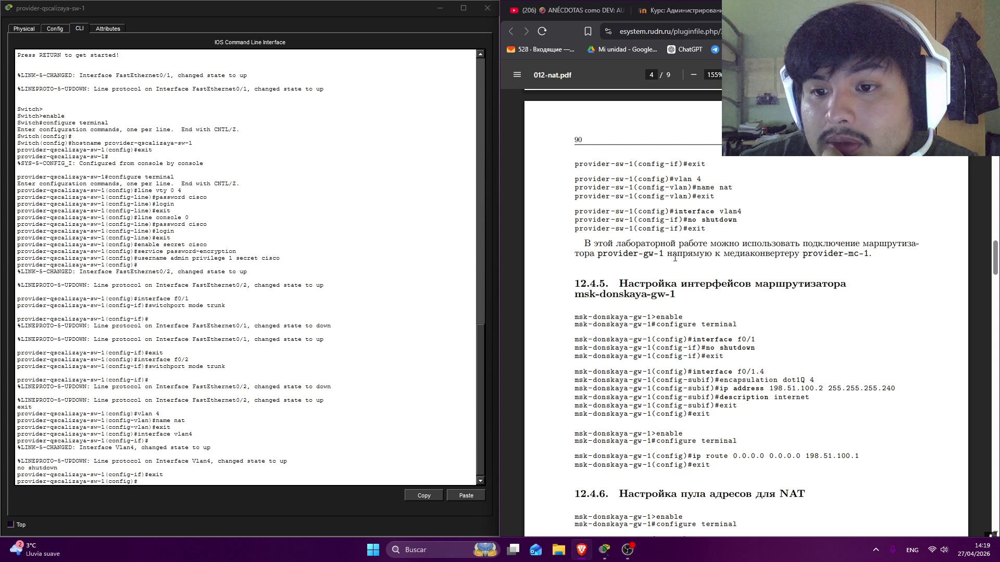 provider-qscalizaya-sw-1
Physical
Config
CLI
Attributes
IOS Command Line Interface
Press RETURN to get started!
%LINK-5-CHANGED: Interface FastEthernet0/1, changed state to up
%LINEPROTO-5-UPDOWN: Line protocol on Interface FastEthernet0/1, changed state to up
Switch>
Switch>enable
Switch#configure terminal
Enter configuration commands, one per line.  End with CNTL/Z.
Switch(config)#
Switch(config)#hostname provider-qscalizaya-sw-1
provider-qscalizaya-sw-1(config)#exit
provider-qscalizaya-sw-1#
%SYS-5-CONFIG_I: Configured from console by console
provider-qscalizaya-sw-1#configure terminal
Enter configuration commands, one per line.  End with CNTL/Z.
provider-qscalizaya-sw-1(config)#line vty 0 4
provider-qscalizaya-sw-1(config-line)#password cisco
provider-qscalizaya-sw-1(config-line)#login
provider-qscalizaya-sw-1(config-line)#exit
provider-qscalizaya-sw-1(config)#line console 0
provider-qscalizaya-sw-1(config-line)#password cisco
provider-qscalizaya-sw-1(config-line)#login
provider-qscalizaya-sw-1(config-line)#exit
provider-qscalizaya-sw-1(config)#enable secret cisco
provider-qscalizaya-sw-1(config)#service password-encryption
provider-qscalizaya-sw-1(config)#username admin privilege 1 secret cisco
provider-qscalizaya-sw-1(config)#
%LINK-5-CHANGED: Interface FastEthernet0/2, changed state to up
%LINEPROTO-5-UPDOWN: Line protocol on Interface FastEthernet0/2, changed state to up
provider-qscalizaya-sw-1(config)#interface f0/1
provider-qscalizaya-sw-1(config-if)#switchport mode trunk
provider-qscalizaya-sw-1(config-if)#
%LINEPROTO-5-UPDOWN: Line protocol on Interface FastEthernet0/1, changed state to down
%LINEPROTO-5-UPDOWN: Line protocol on Interface FastEthernet0/1, changed state to up
provider-qscalizaya-sw-1(config-if)#exit
provider-qscalizaya-sw-1(config)#interface f0/2
provider-qscalizaya-sw-1(config-if)#switchport mode trunk
provider-qscalizaya-sw-1(config-if)#
%LINEPROTO-5-UPDOWN: Line protocol on Interface FastEthernet0/2, changed state to down
%LINEPROTO-5-UPDOWN: Line protocol on Interface FastEthernet0/2, changed state to up
exit
provider-qscalizaya-sw-1(config)#vlan 4
provider-qscalizaya-sw-1(config-vlan)#name nat
provider-qscalizaya-sw-1(config-vlan)#exit
provider-qscalizaya-sw-1(config)#interface vlan4
provider-qscalizaya-sw-1(config-if)#
%LINK-5-CHANGED: Interface Vlan4, changed state to up
%LINEPROTO-5-UPDOWN: Line protocol on Interface Vlan4, changed state to up
no shutdown
provider-qscalizaya-sw-1(config-if)#exit
provider-qscalizaya-sw-1(config)#
Copy
Paste
Top
(206) ANÉCDOTAS como DEV: AU
Курс: Администрировани
esystem.rudn.ru/pluginfile.php/
528 · Входящие —...
Mi unidad - Google...
ChatGPT
012-nat.pdf
4 / 9
155%
90
provider-sw-1(config-if)#exit
provider-sw-1(config)#vlan 4
provider-sw-1(config-vlan)#name nat
provider-sw-1(config-vlan)#exit
provider-sw-1(config)#interface vlan4
provider-sw-1(config-if)#no shutdown
provider-sw-1(config-if)#exit
В этой лабораторной работе можно использовать подключение маршрутиза-
тора provider-gw-1 напрямую к медиаконвертеру provider-mc-1.
12.4.5. Настройка интерфейсов маршрутизатора
msk-donskaya-gw-1
msk-donskaya-gw-1>enable
msk-donskaya-gw-1#configure terminal
msk-donskaya-gw-1(config)#interface f0/1
msk-donskaya-gw-1(config-if)#no shutdown
msk-donskaya-gw-1(config-if)#exit
msk-donskaya-gw-1(config)#interface f0/1.4
msk-donskaya-gw-1(config-subif)#encapsulation dot1Q 4
msk-donskaya-gw-1(config-subif)#ip address 198.51.100.2 255.255.255.240
msk-donskaya-gw-1(config-subif)#description internet
msk-donskaya-gw-1(config-subif)#exit
msk-donskaya-gw-1(config)#exit
msk-donskaya-gw-1>enable
msk-donskaya-gw-1#configure terminal
msk-donskaya-gw-1(config)#ip route 0.0.0.0 0.0.0.0 198.51.100.1
msk-donskaya-gw-1(config)#exit
12.4.6. Настройка пула адресов для NAT
msk-donskaya-gw-1>enable
msk-donskaya-gw-1#configure terminal
2
3°C
Lluvia suave
Buscar
ENG
14:19
27/04/2026